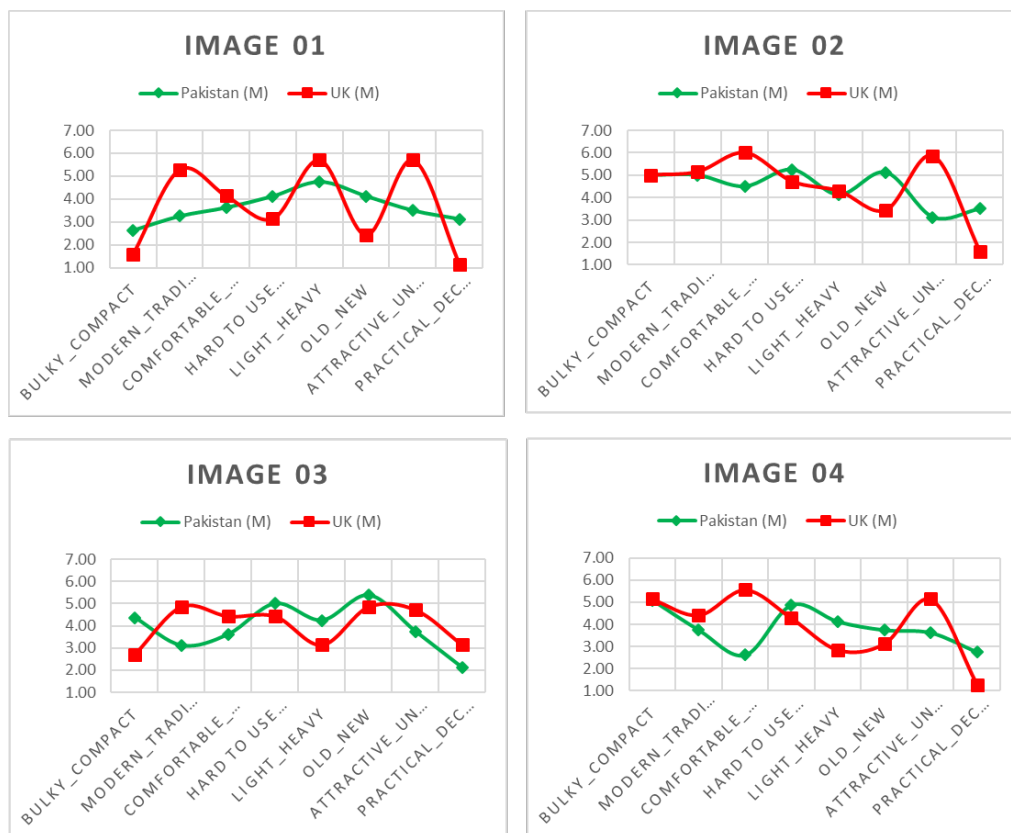 IMAGE 01
Pakistan (M) UK (M)
7.00
6.00
5.00
4.00
3.00
2.00
1.00
BULKY_COMPACT
MODERN_TRADI...
COMFORTABLE_...
HARD TO USE...
LIGHT_HEAVY
OLD_NEW
ATTRACTIVE_UN...
PRACTICAL_DEC...
IMAGE 02
Pakistan (M) UK (M)
7.00
6.00
5.00
4.00
3.00
2.00
1.00
BULKY_COMPACT
MODERN_TRADI...
COMFORTABLE_...
HARD TO USE...
LIGHT_HEAVY
OLD_NEW
ATTRACTIVE_UN...
PRACTICAL_DEC...
IMAGE 03
Pakistan (M) UK (M)
7.00
6.00
5.00
4.00
3.00
2.00
1.00
BULKY_COMPACT
MODERN_TRADI...
COMFORTABLE_...
HARD TO USE...
LIGHT_HEAVY
OLD_NEW
ATTRACTIVE_UN...
PRACTICAL_DEC...
IMAGE 04
Pakistan (M) UK (M)
7.00
6.00
5.00
4.00
3.00
2.00
1.00
BULKY_COMPACT
MODERN_TRADI...
COMFORTABLE_...
HARD TO USE...
LIGHT_HEAVY
OLD_NEW
ATTRACTIVE_UN...
PRACTICAL_DEC...